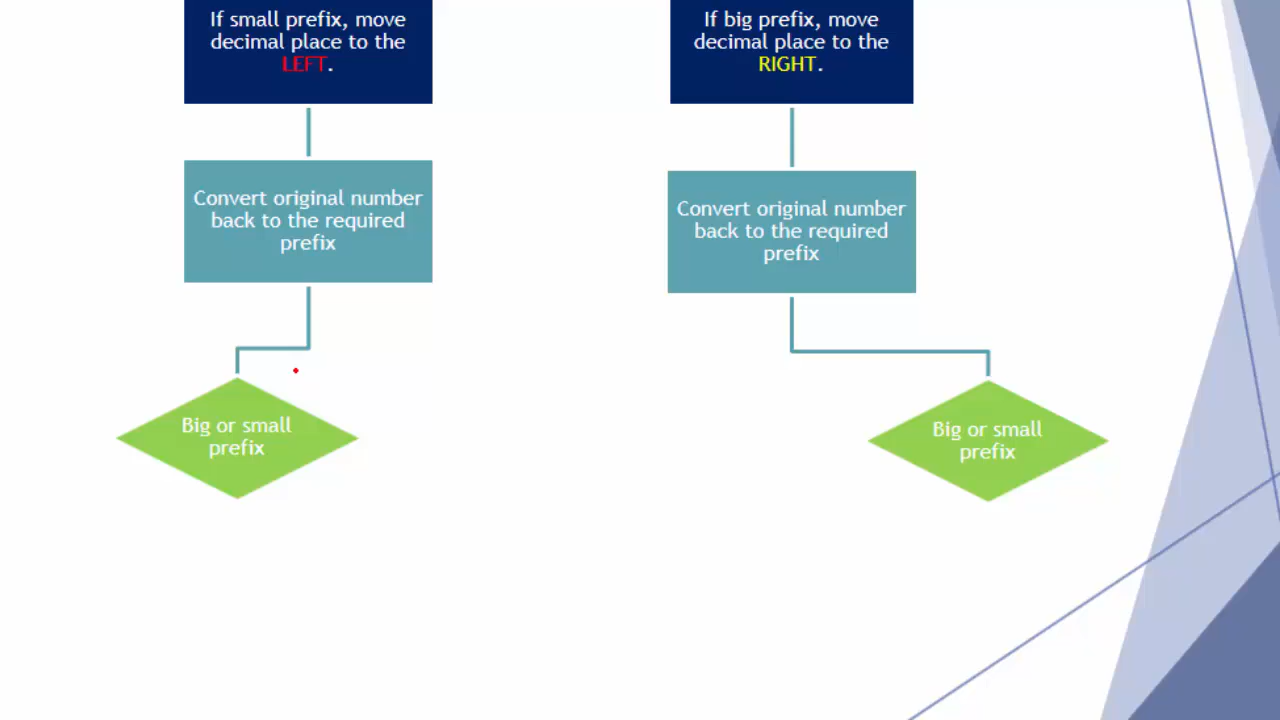 If small prefix, move
decimal place to the
LEFT.
If big prefix, move
decimal place to the
RIGHT.
Convert original number
back to the required
prefix
Convert original number
back to the required
prefix
Big or small
prefix
Big or small
prefix